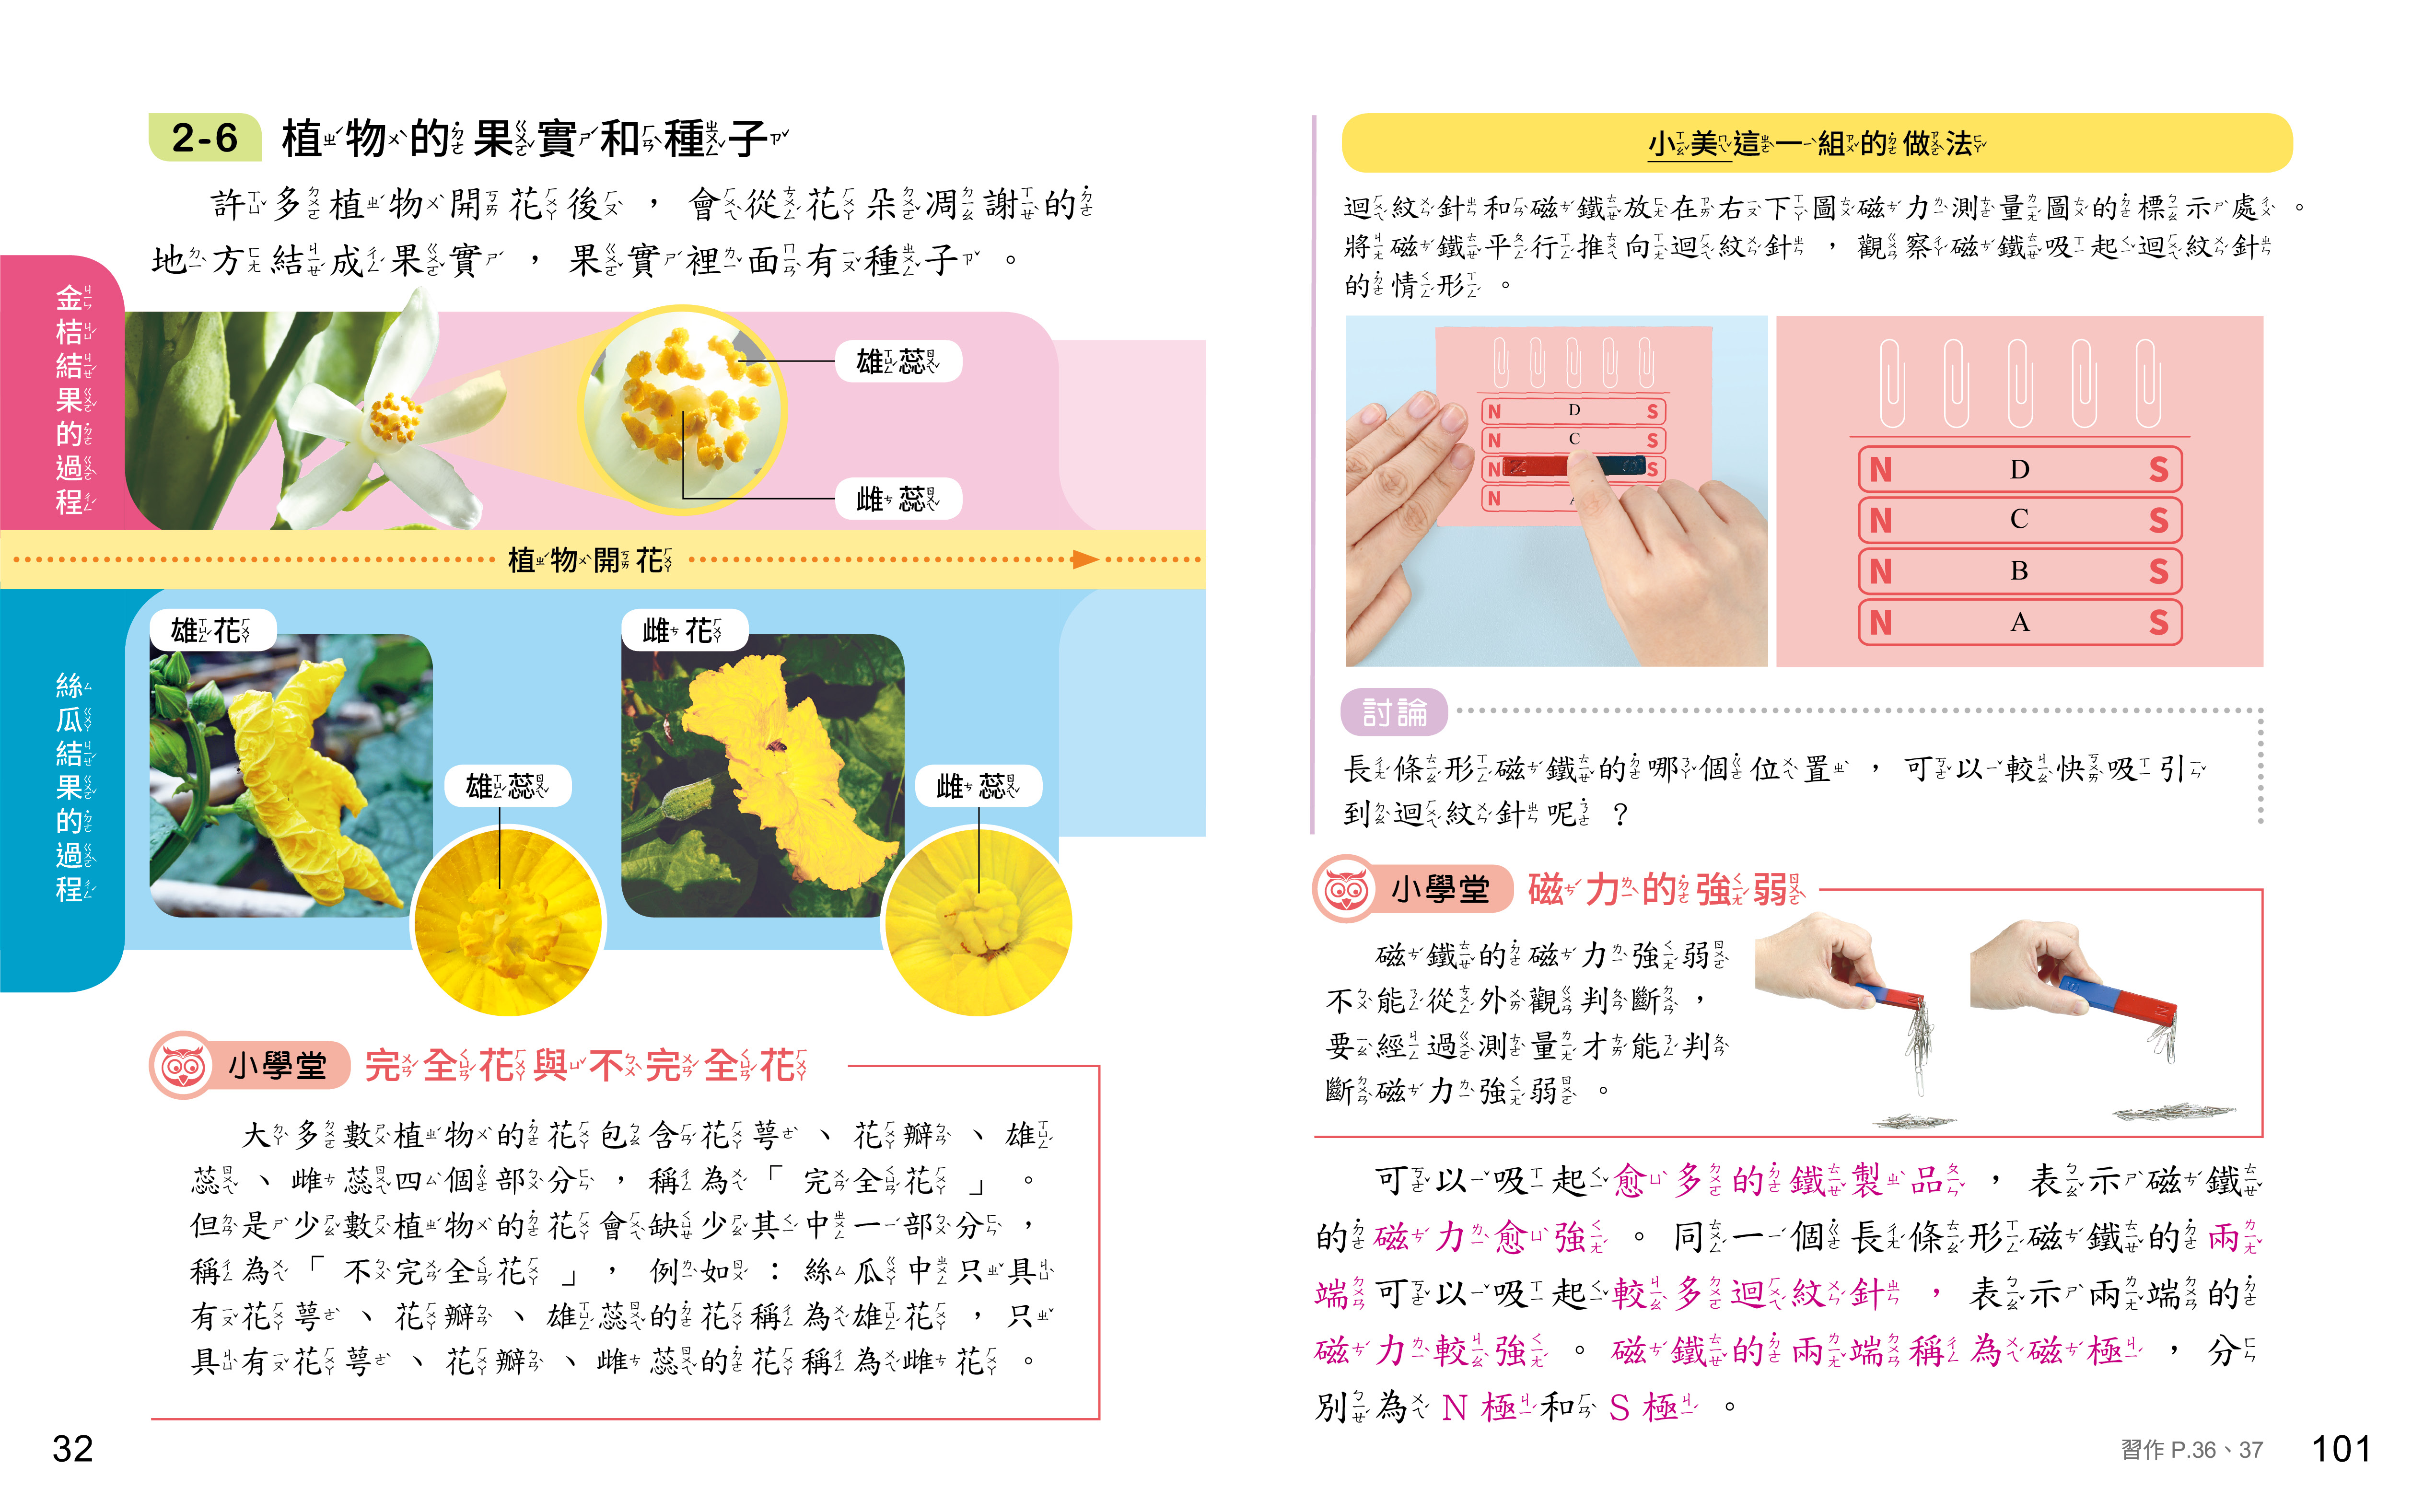 2-6 植物的果實和種子
許多植物開花後，會從花朵凋謝的
地方結成果實，果實裡面有種子。
金桔結果的過程
雄蕊
雌蕊
植物開花
絲瓜結果的過程
雄花
雌花
雄蕊
雌蕊
小學堂 完全花與不完全花
大多數植物的花包含花萼、花瓣、雄
蕊、雌蕊四個部分，稱為「完全花」。
但是少數植物的花會缺少其中一部分，
稱為「不完全花」，例如：絲瓜中只具
有花萼、花瓣、雄蕊的花稱為雄花，只
具有花萼、花瓣、雌蕊的花稱為雌花。
32
小美這一組的做法
迴紋針和磁鐵放在右下圖磁力測量圖的標示處。
將磁鐵平行推向迴紋針，觀察磁鐵吸起迴紋針
的情形。
N D S
N C S
N S
N A
N D S
N C S
N B S
N A S
討論
長條形磁鐵的哪個位置，可以較快吸引
到迴紋針呢？
小學堂 磁力的強弱
磁鐵的磁力強弱
不能從外觀判斷，
要經過測量才能判
斷磁力強弱。
可以吸起愈多的鐵製品，表示磁鐵
的磁力愈強。同一個長條形磁鐵的兩
端可以吸起較多迴紋針，表示兩端的
磁力較強。磁鐵的兩端稱為磁極，分
別為 N 極和 S 極。
習作 P.36、37
101